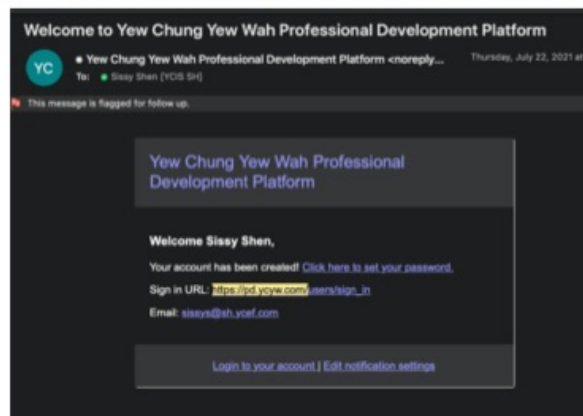 Welcome to Yew Chung Yew Wah Professional Development Platform
YC
Yew Chung Yew Wah Professional Development Platform <noreply...
Thursday, July 22, 2021 at
To: Sissy Shen [YCIS SH]
This message is flagged for follow up.
Yew Chung Yew Wah Professional
Development Platform
Welcome Sissy Shen,
Your account has been created! Click here to set your password.
Sign in URL: https://pd.ycyw.com/users/sign_in
Email: sissys@sh.ycef.com
Login to your account | Edit notification settings